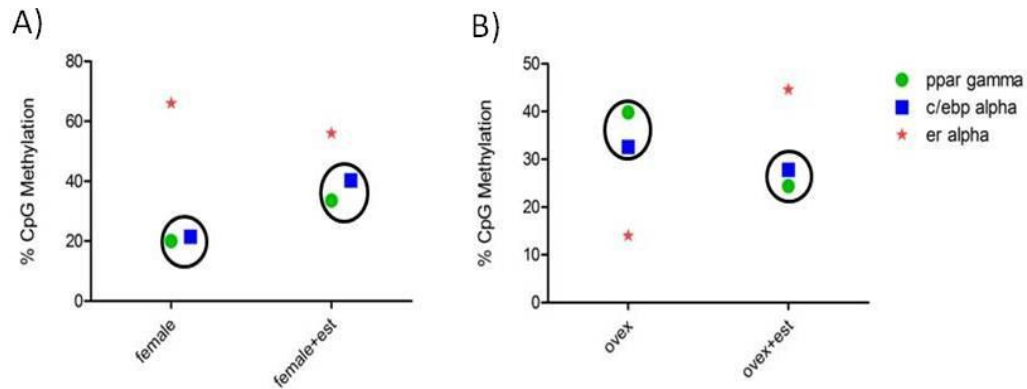 A)
% CpG Methylation
80
60
40
20
0
female
female+est
B)
% CpG Methylation
50
40
30
20
10
0
ovex
ovex+est
ppar gamma
c/ebp alpha
er alpha